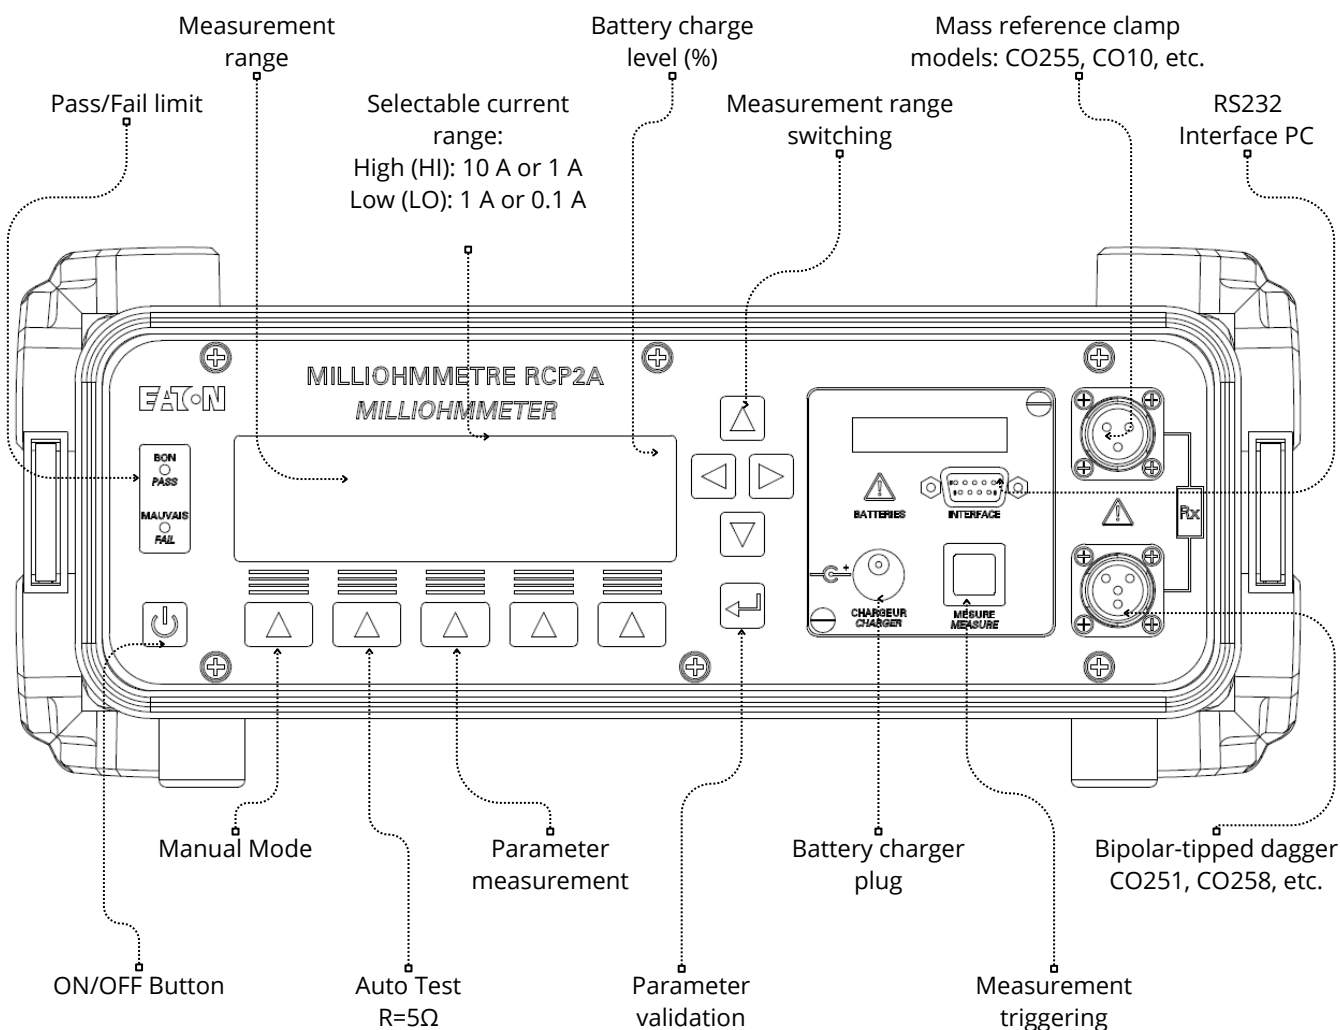 Measurement
range
Battery charge
level (%)
Mass reference clamp
models: CO255, CO10, etc.
Pass/Fail limit
Selectable current
range:
High (HI): 10 A or 1 A
Low (LO): 1 A or 0.1 A
Measurement range
switching
RS232
Interface PC
MILLIOHMMETRE RCP2A
MILLIOHMMETER
EATON
BON
PASS
MAUVAIS
FAIL
BATTERIES
INTERFACE
Rx
+
CHARGEUR
CHARGER
MESURE
MEASURE
Manual Mode
Parameter
measurement
Battery charger
plug
Bipolar-tipped dagger
CO251, CO258, etc.
ON/OFF Button
Auto Test
R=5Ω
Parameter
validation
Measurement
triggering